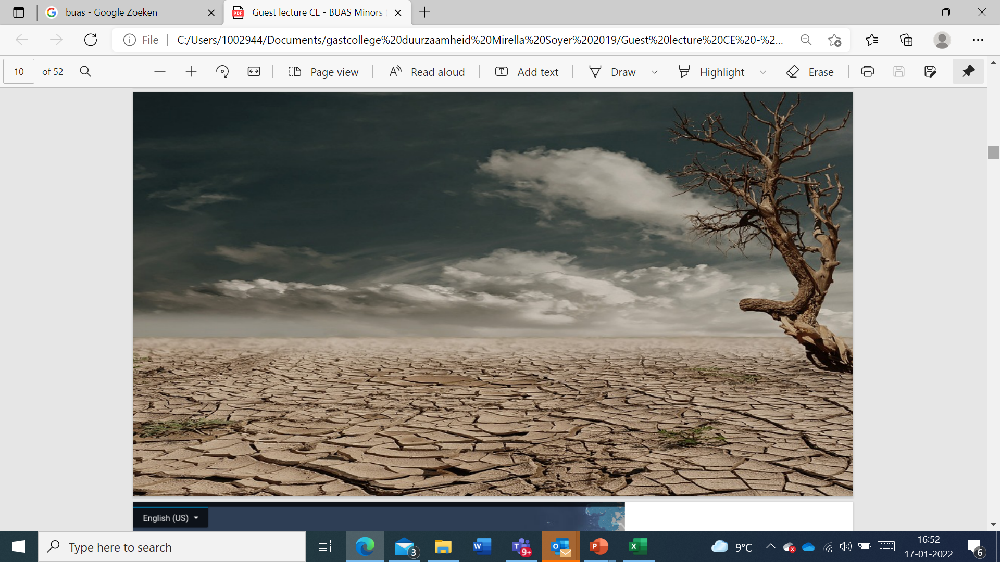 buas - Google Zoeken
Guest lecture CE - BUAS Minors
File
C:/Users/1002944/Documents/gastcollege%20duurzaamheid%20Mirella%20Soyer%202019/Guest%20lecture%20CE%20-%2...
10 of 52
Page view
Read aloud
Add text
Draw
Highlight
Erase
English (US)
Type here to search
3
9+
9°C
16:52
17-01-2022
6